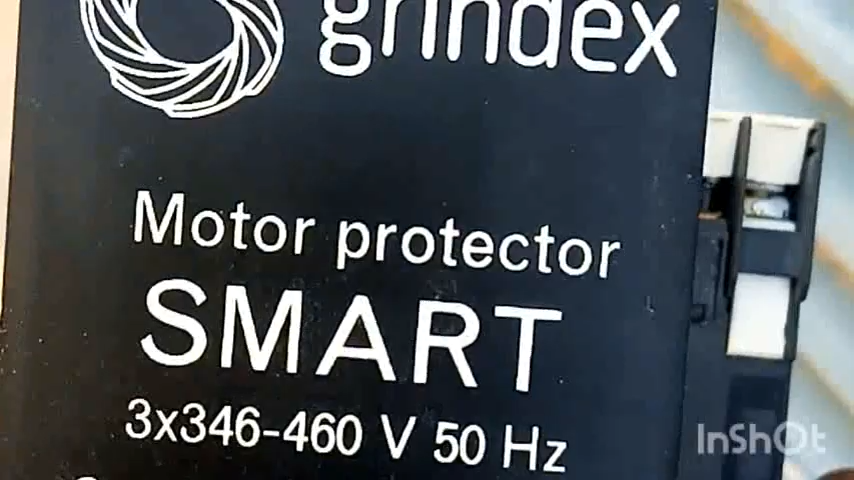 grindex
Motor protector
SMART
3x346-460 V 50 Hz
InShOt